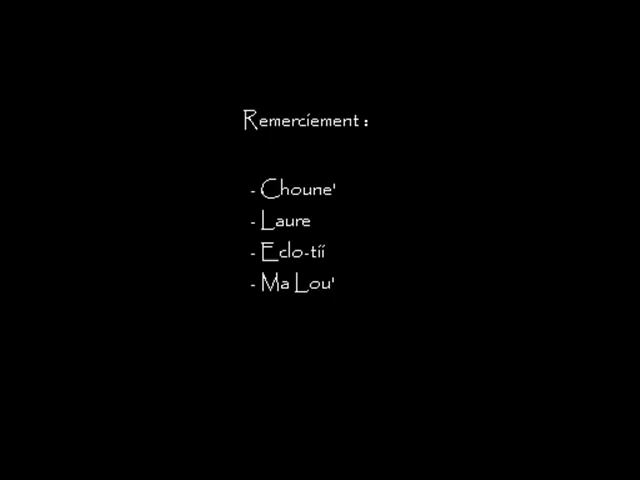 Remerciement :
- Choune'
- Laure
- Eclo-tii
- Ma Lou'